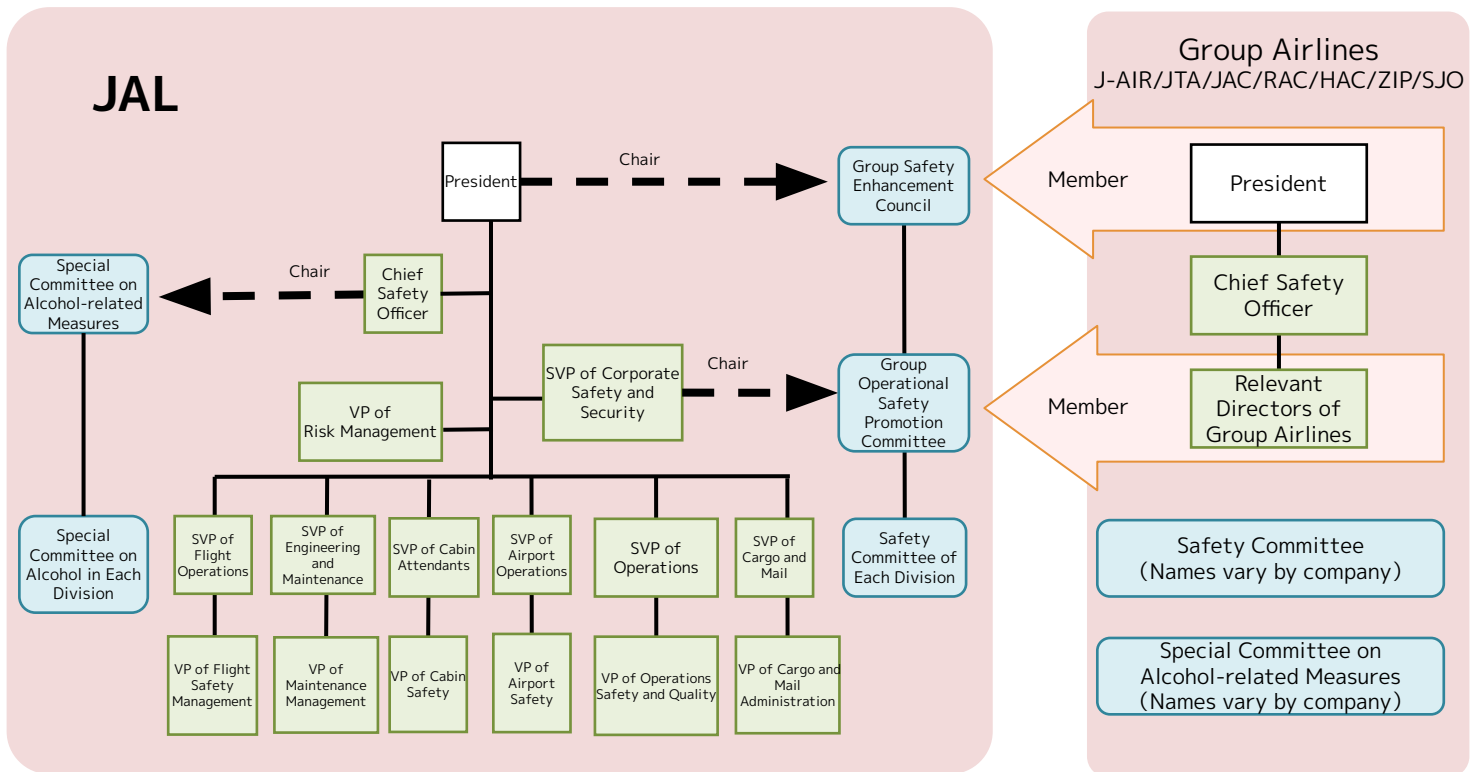 JAL
President
Chair
Group Safety
Enhancement
Council
Special
Committee on
Alcohol-related
Measures
Chair
Chief
Safety
Officer
SVP of Corporate
Safety and
Security
Chair
Group
Operational
Safety
Promotion
Committee
VP of
Risk Management
Special
Committee on
Alcohol in Each
Division
SVP of
Flight
Operations
SVP of
Engineering
and
Maintenance
SVP of Cabin
Attendants
SVP of
Airport
Operations
SVP of
Operations
SVP of
Cargo and
Mail
Safety
Committee of
Each Division
VP of Flight
Safety
Management
VP of
Maintenance
Management
VP of Cabin
Safety
VP of
Airport
Safety
VP of Operations
Safety and Quality
VP of Cargo and
Mail
Administration
Group Airlines
J-AIR/JTA/JAC/RAC/HAC/ZIP/SJO
Member
President
Chief Safety
Officer
Member
Relevant
Directors of
Group Airlines
Safety Committee
(Names vary by company)
Special Committee on
Alcohol-related Measures
(Names vary by company)